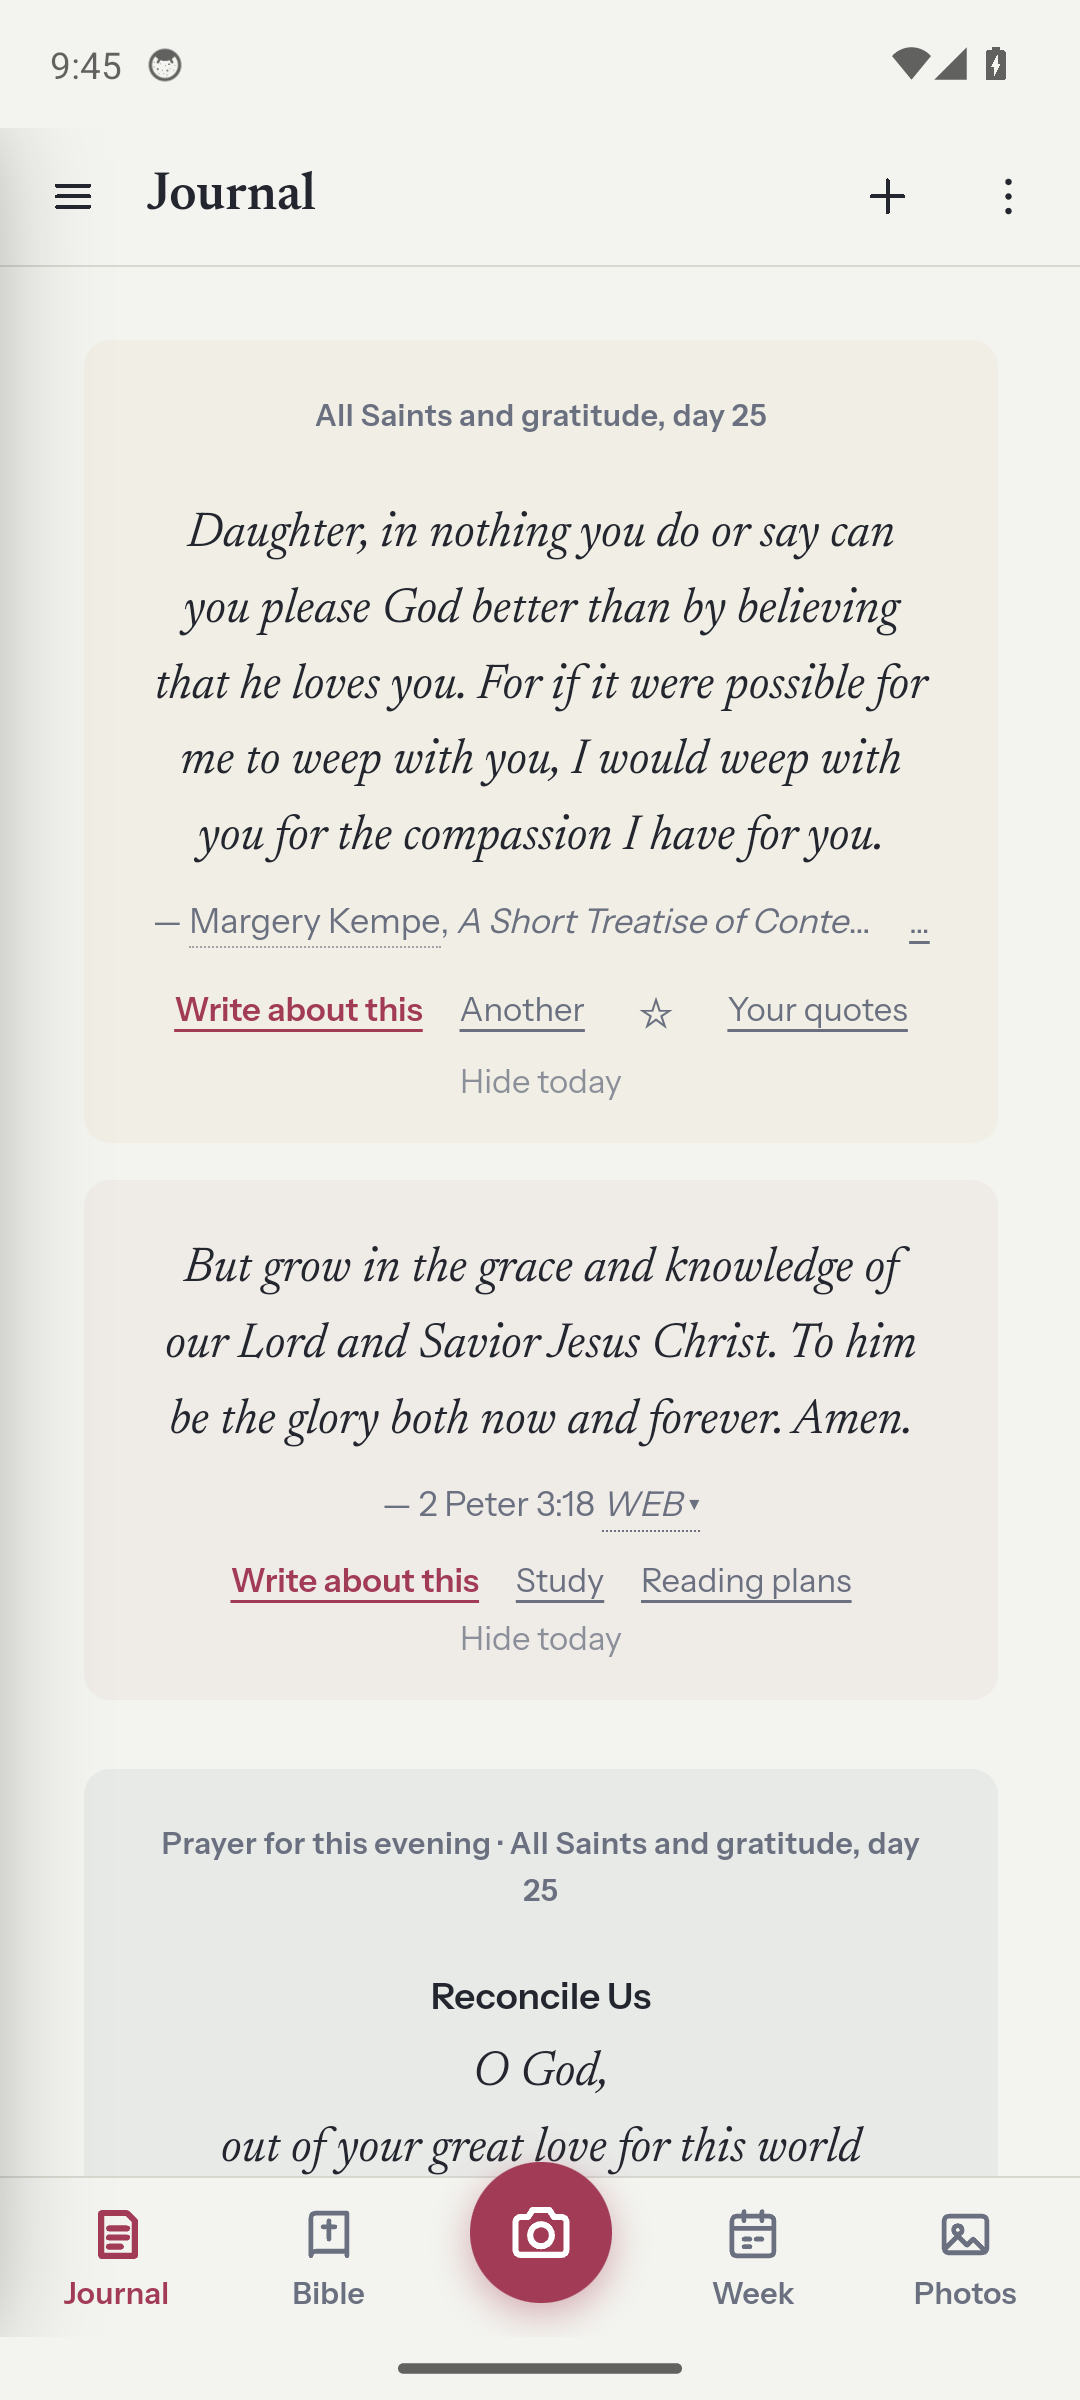 9:45
Journal
All Saints and gratitude, day 25
Daughter, in nothing you do or say can
you please God better than by believing
that he loves you. For if it were possible for
me to weep with you, I would weep with
you for the compassion I have for you.
— Margery Kempe, A Short Treatise of Conte... ...
Write about this Another ☆ Your quotes
Hide today
But grow in the grace and knowledge of
our Lord and Savior Jesus Christ. To him
be the glory both now and forever. Amen.
— 2 Peter 3:18 WEB ▾
Write about this Study Reading plans
Hide today
Prayer for this evening · All Saints and gratitude, day
25
Reconcile Us
O God,
out of your great love for this world
Journal Bible Week Photos